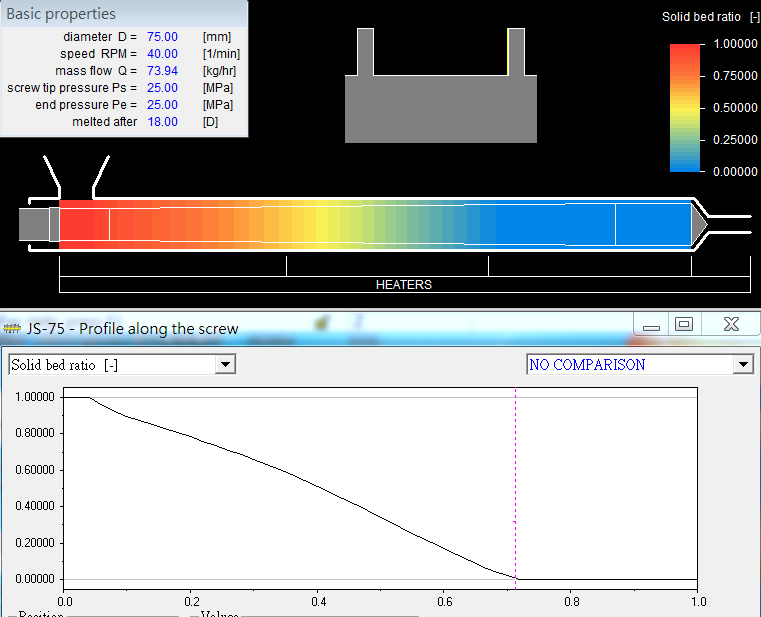 Basic properties
diameter D = 75.00 [mm]
speed RPM = 40.00 [1/min]
mass flow Q = 73.94 [kg/hr]
screw tip pressure Ps = 25.00 [MPa]
end pressure Pe = 25.00 [MPa]
melted after 18.00 [D]
Solid bed ratio [-]
1.00000
0.75000
0.50000
0.25000
0.00000
HEATERS
JS-75 - Profile along the screw
Solid bed ratio [-]
NO COMPARISON
1.00000
0.80000
0.60000
0.40000
0.20000
0.00000
0.0 0.2 0.4 0.6 0.8 1.0
Position Values